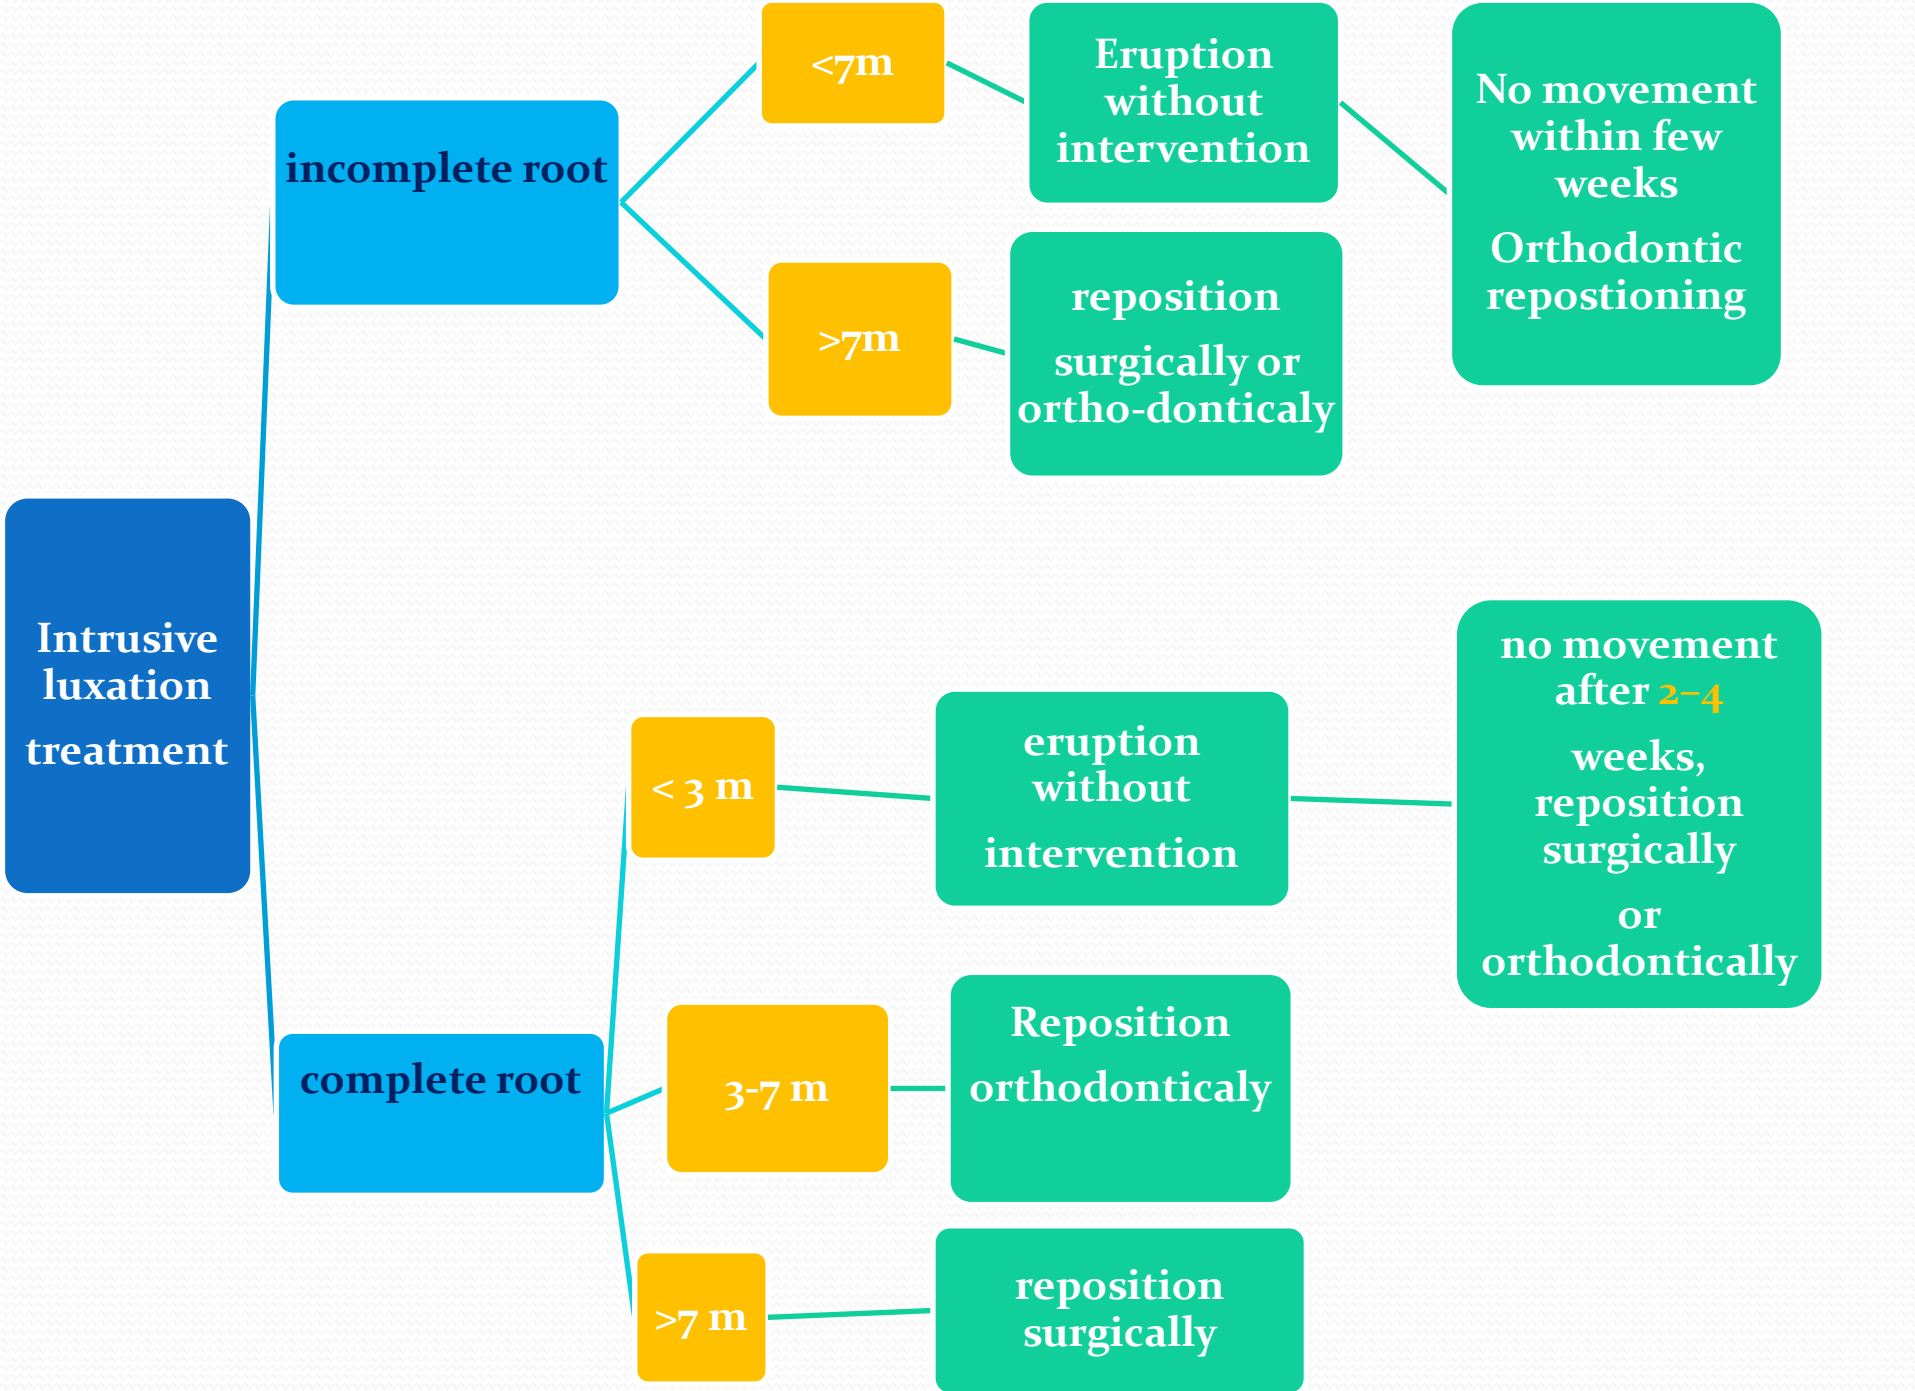 Intrusive
luxation
treatment
incomplete root
<7m
Eruption
without
intervention
No movement
within few
weeks
Orthodontic
repostioning
>7m
reposition
surgically or
ortho-donticaly
complete root
< 3 m
eruption
without
intervention
no movement
after 2–4
weeks,
reposition
surgically
or
orthodontically
3-7 m
Reposition
orthodonticaly
>7 m
reposition
surgically